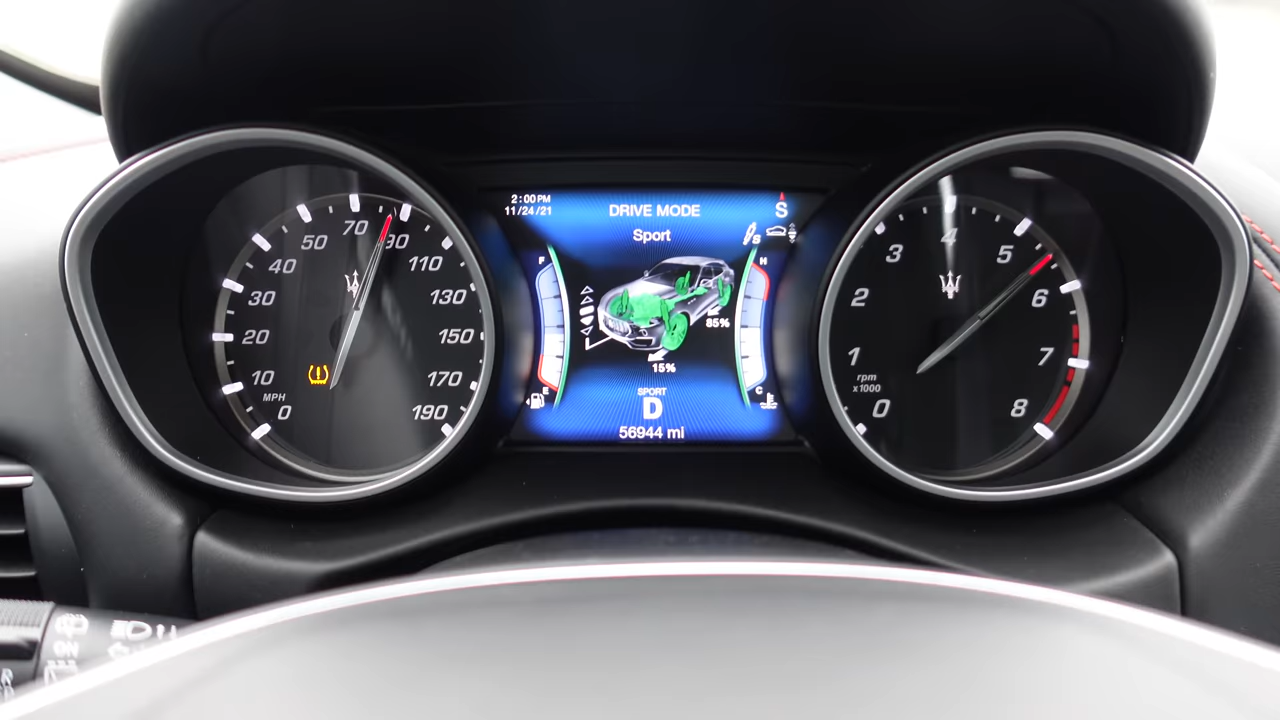 2:00 PM
11/24/21
DRIVE MODE
S
Sport
S
F
H
85%
15%
E
C
SPORT
D
56944 mi
0
10
20
30
40
50
70
90
110
130
150
170
190
MPH
0
1
2
3
4
5
6
7
8
rpm
x1000
ON